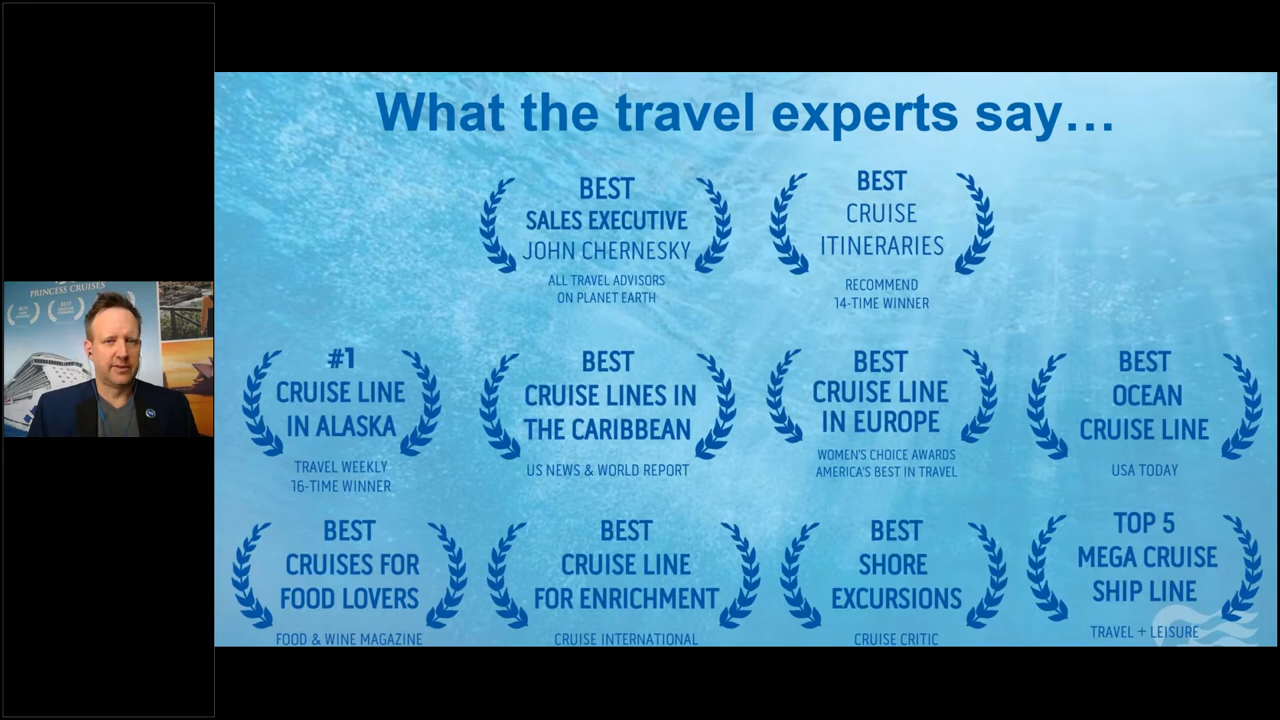 What the travel experts say…
BEST
SALES EXECUTIVE
JOHN CHERNESKY
ALL TRAVEL ADVISORS
ON PLANET EARTH
BEST
CRUISE
ITINERARIES
RECOMMEND
14-TIME WINNER
#1
CRUISE LINE
IN ALASKA
TRAVEL WEEKLY
16-TIME WINNER
BEST
CRUISE LINES IN
THE CARIBBEAN
US NEWS & WORLD REPORT
BEST
CRUISE LINE
IN EUROPE
WOMEN'S CHOICE AWARDS
AMERICA'S BEST IN TRAVEL
BEST
OCEAN
CRUISE LINE
USA TODAY
BEST
CRUISES FOR
FOOD LOVERS
FOOD & WINE MAGAZINE
BEST
CRUISE LINE
FOR ENRICHMENT
CRUISE INTERNATIONAL
BEST
SHORE
EXCURSIONS
CRUISE CRITIC
TOP 5
MEGA CRUISE
SHIP LINE
TRAVEL + LEISURE
PRINCESS CRUISES
BEST
BEST